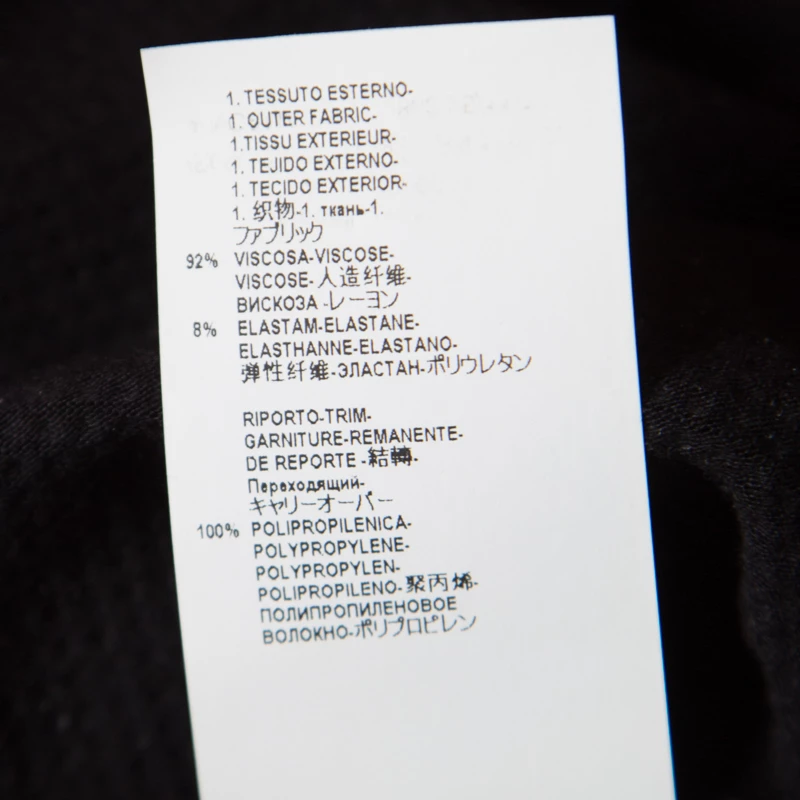 1. TESSUTO ESTERNO-
1. OUTER FABRIC-
1.TISSU EXTERIEUR-
1. TEJIDO EXTERNO-
1. TECIDO EXTERIOR-
1. 织物-1. ткань-1.
ファブリック
92% VISCOSA-VISCOSE-
VISCOSE-人造纤维-
ВИСКОЗА -レーヨン
8% ELASTAM-ELASTANE-
ELASTHANNE-ELASTANO-
弹性纤维-ЭЛАСТАН-ポリウレタン
RIPORTO-TRIM-
GARNITURE-REMANENTE-
DE REPORTE -結轉-
Переходящий-
キャリーオーバー
100% POLIPROPILENICA-
POLYPROPYLENE-
POLYPROPYLEN-
POLIPROPILENO-聚丙烯-
ПОЛИПРОПИЛЕНОВОЕ
ВОЛОКНО-ポリプロピレン